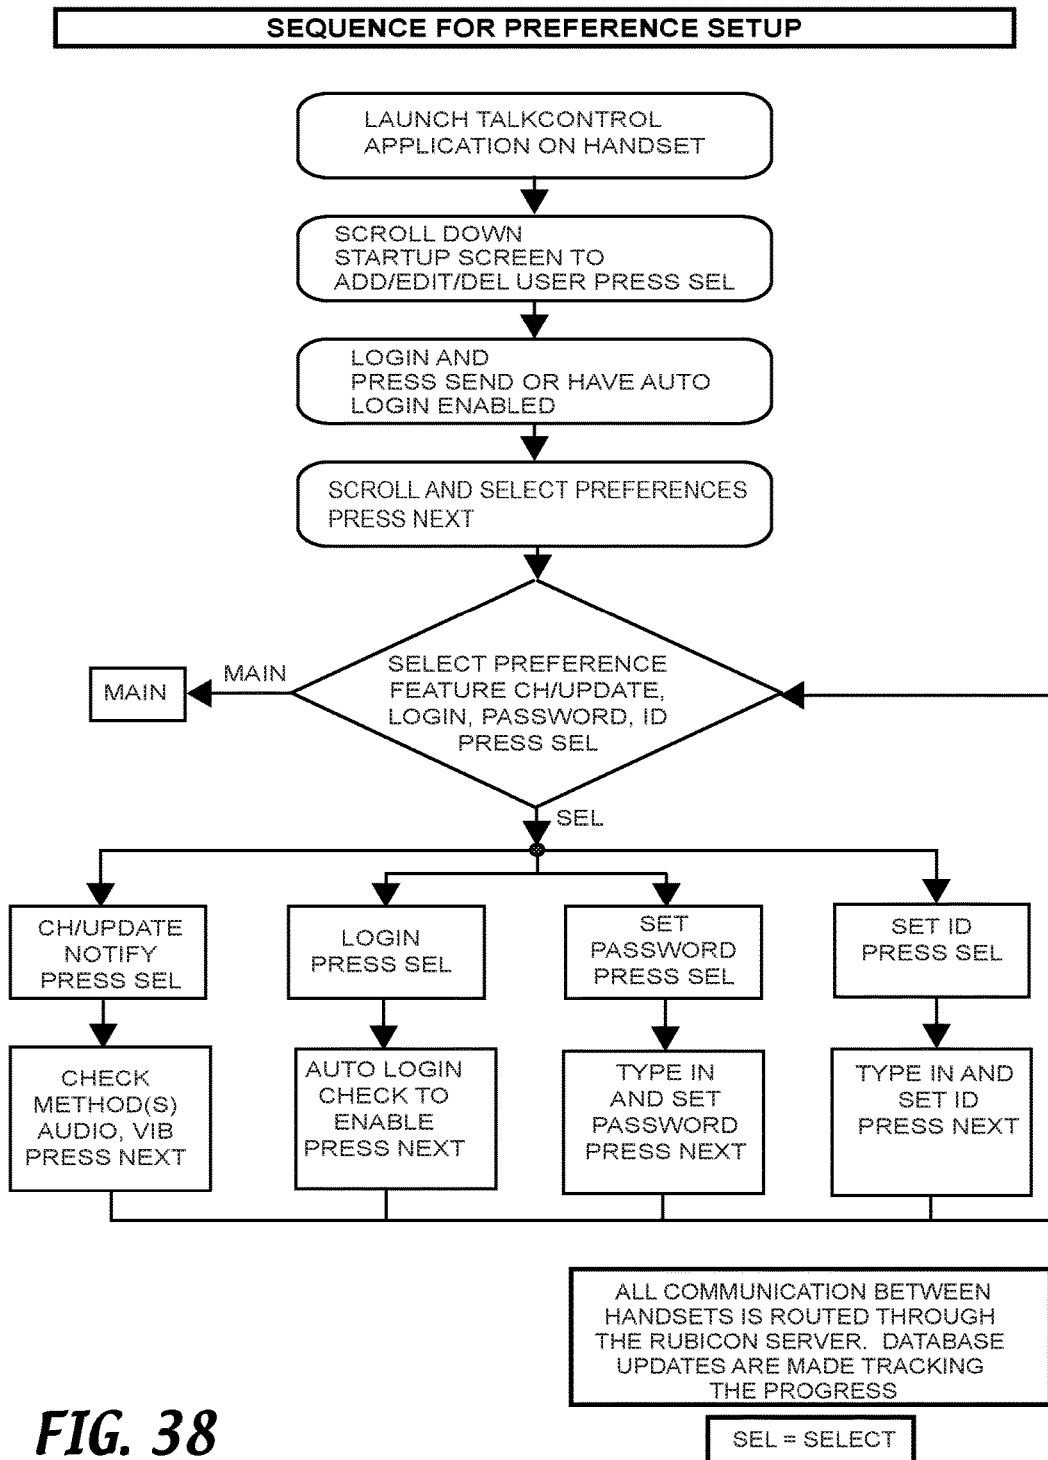 SEQUENCE FOR PREFERENCE SETUP
LAUNCH TALKCONTROL
APPLICATION ON HANDSET
SCROLL DOWN
STARTUP SCREEN TO
ADD/EDIT/DEL USER PRESS SEL
LOGIN AND
PRESS SEND OR HAVE AUTO
LOGIN ENABLED
SCROLL AND SELECT PREFERENCES
PRESS NEXT
SELECT PREFERENCE
FEATURE CH/UPDATE,
LOGIN, PASSWORD, ID
PRESS SEL
MAIN
MAIN
SEL
CH/UPDATE
NOTIFY
PRESS SEL
LOGIN
PRESS SEL
SET
PASSWORD
PRESS SEL
SET ID
PRESS SEL
CHECK
METHOD(S)
AUDIO, VIB
PRESS NEXT
AUTO LOGIN
CHECK TO
ENABLE
PRESS NEXT
TYPE IN
AND SET
PASSWORD
PRESS NEXT
TYPE IN AND
SET ID
PRESS NEXT
ALL COMMUNICATION BETWEEN
HANDSETS IS ROUTED THROUGH
THE RUBICON SERVER. DATABASE
UPDATES ARE MADE TRACKING
THE PROGRESS
SEL = SELECT
FIG. 38